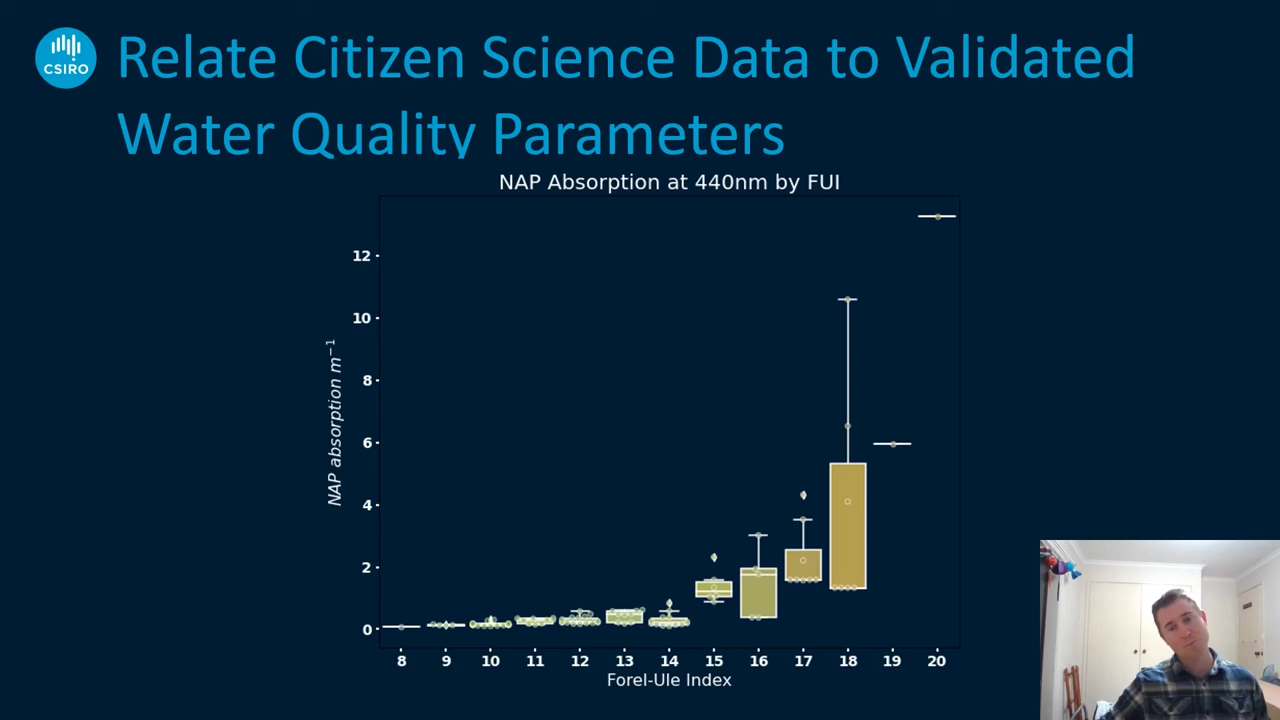 CSIRO
Relate Citizen Science Data to Validated
Water Quality Parameters
NAP Absorption at 440nm by FUI
12
10
8
6
4
2
0
NAP absorption m⁻¹
8 9 10 11 12 13 14 15 16 17 18 19 20
Forel-Ule Index